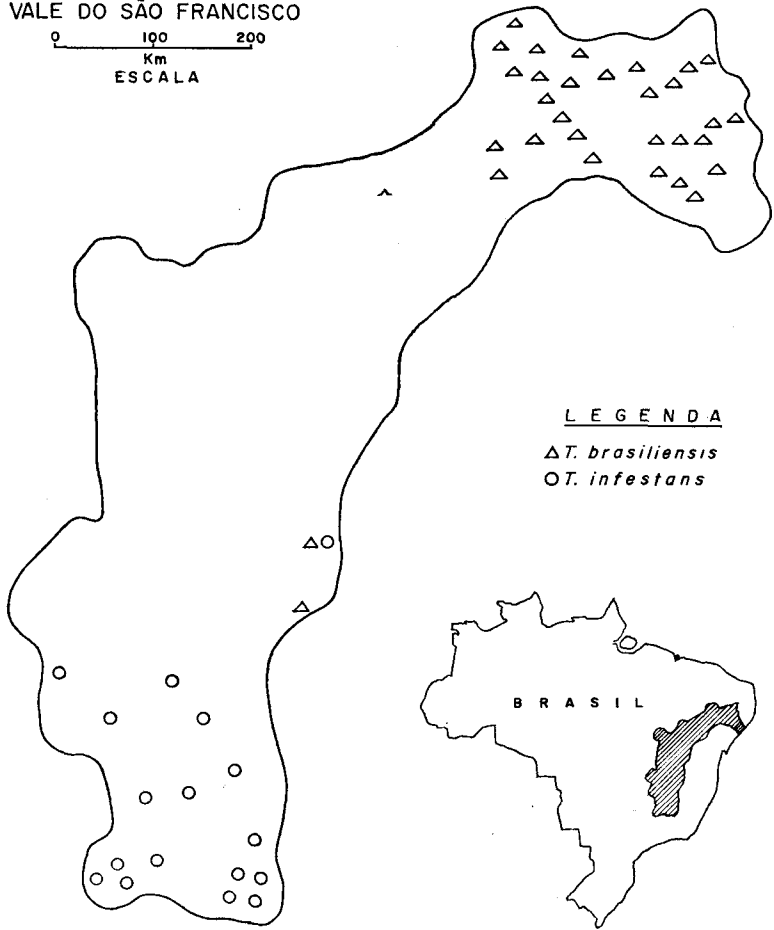 VALE DO SÃO FRANCISCO
0 100 200
Km
ESCALA
LEGENDA
T. brasiliensis
T. infestans
BRASIL